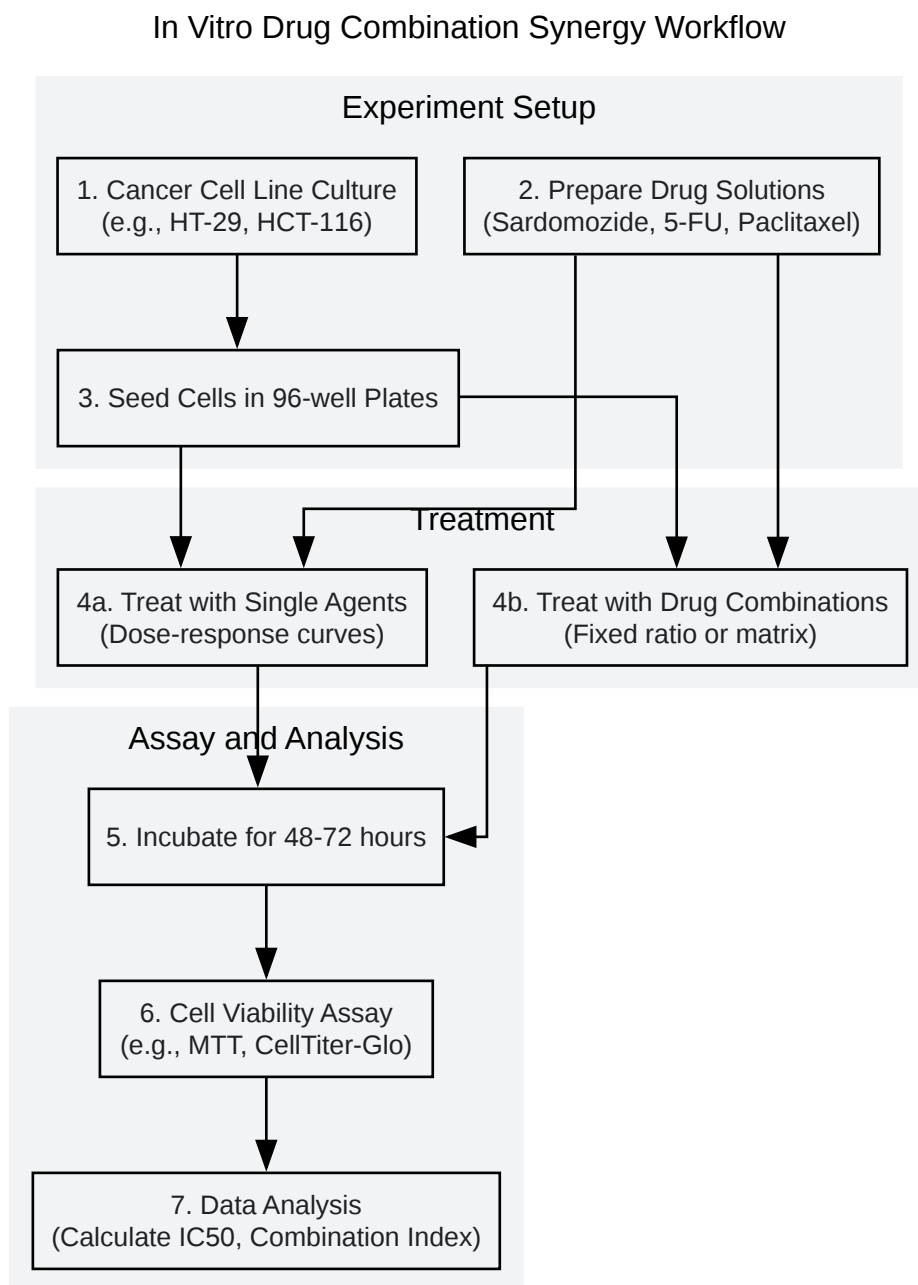 In Vitro Drug Combination Synergy Workflow
Experiment Setup
1. Cancer Cell Line Culture
(e.g., HT-29, HCT-116)
2. Prepare Drug Solutions
(Sardomozide, 5-FU, Paclitaxel)
3. Seed Cells in 96-well Plates
Treatment
4a. Treat with Single Agents
(Dose-response curves)
4b. Treat with Drug Combinations
(Fixed ratio or matrix)
Assay and Analysis
5. Incubate for 48-72 hours
6. Cell Viability Assay
(e.g., MTT, CellTiter-Glo)
7. Data Analysis
(Calculate IC50, Combination Index)